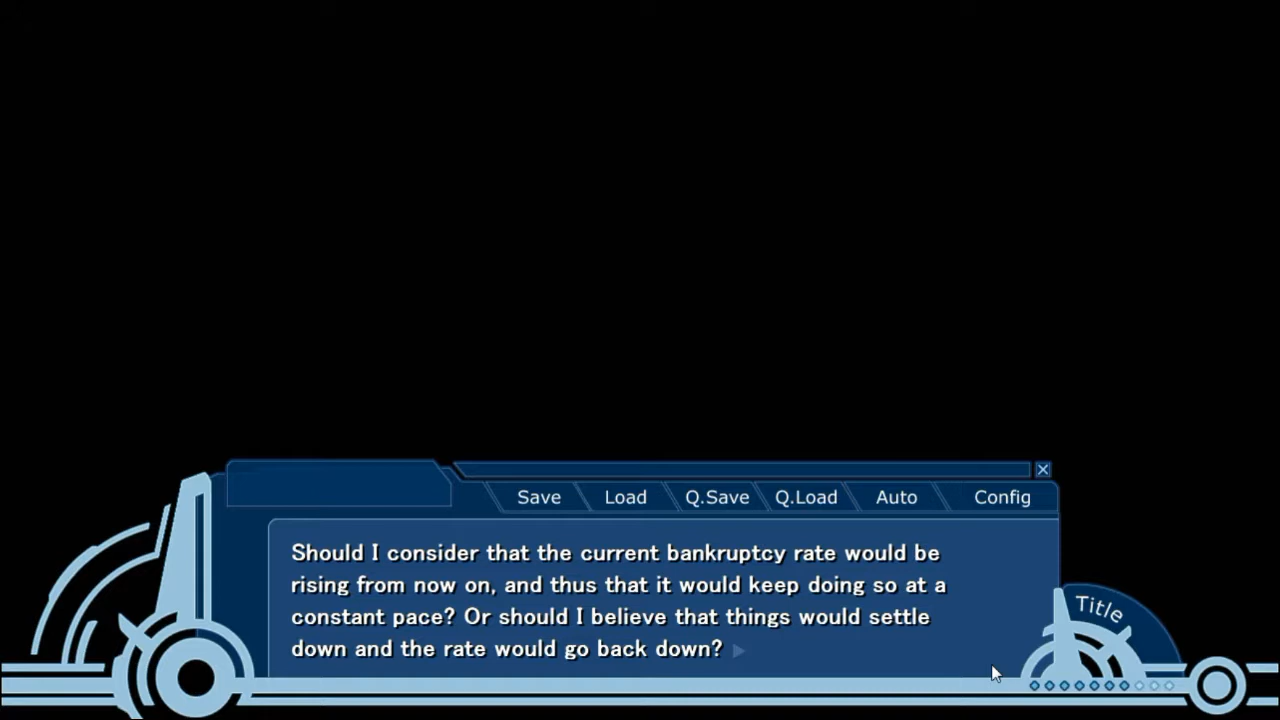 Save Load Q.Save Q.Load Auto Config
Should I consider that the current bankruptcy rate would be
rising from now on, and thus that it would keep doing so at a
constant pace? Or should I believe that things would settle
down and the rate would go back down?
Title